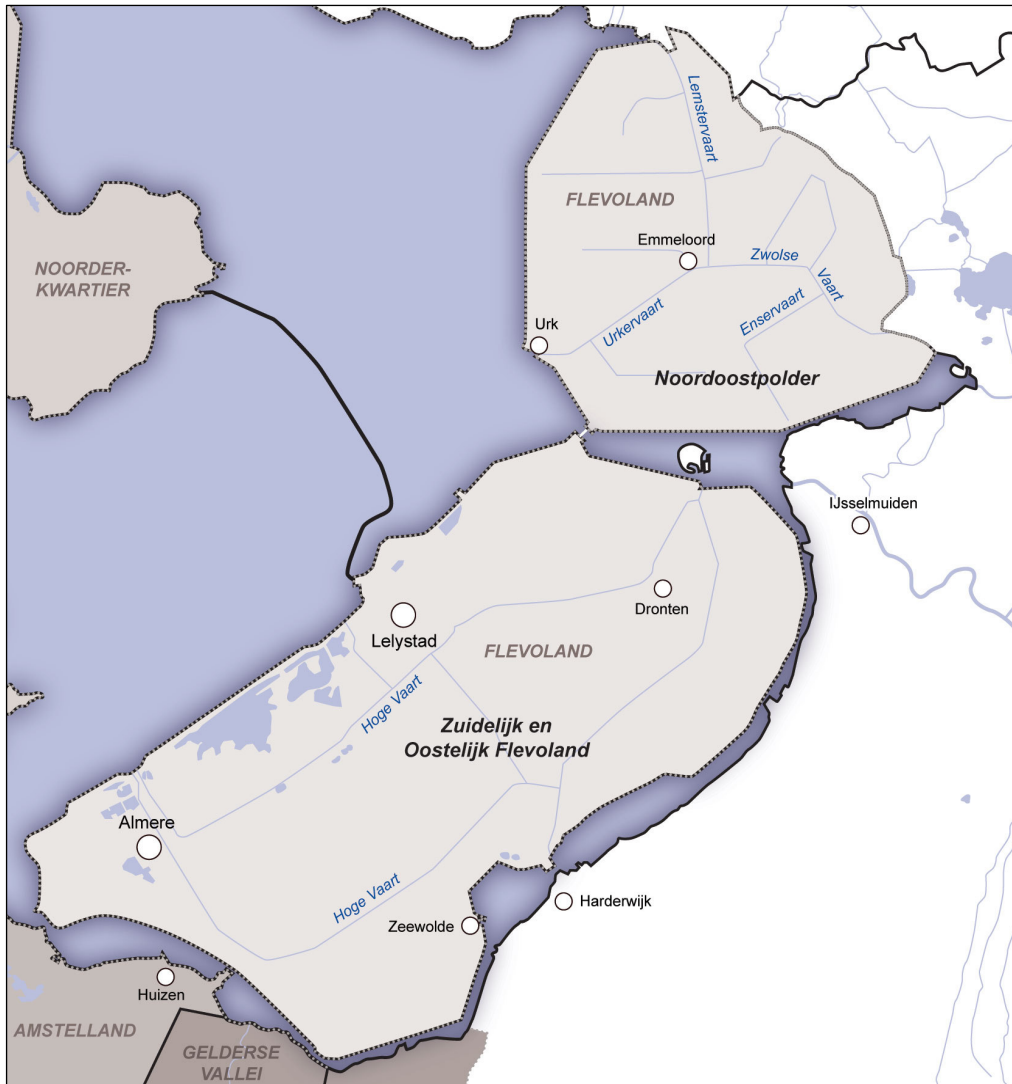 Lemstervaart
FLEVOLAND
Emmeloord
Zwolse
Vaart
NOORDER-
KWARTIER
Urk
Urkervaart
Enservaart
Noordoostpolder
IJsselmuiden
Dronten
Lelystad
FLEVOLAND
Hoge Vaart
Zuidelijk en
Oostelijk Flevoland
Almere
Hoge Vaart
Harderwijk
Zeewolde
Huizen
AMSTELLAND
GELDERSE
VALLEI